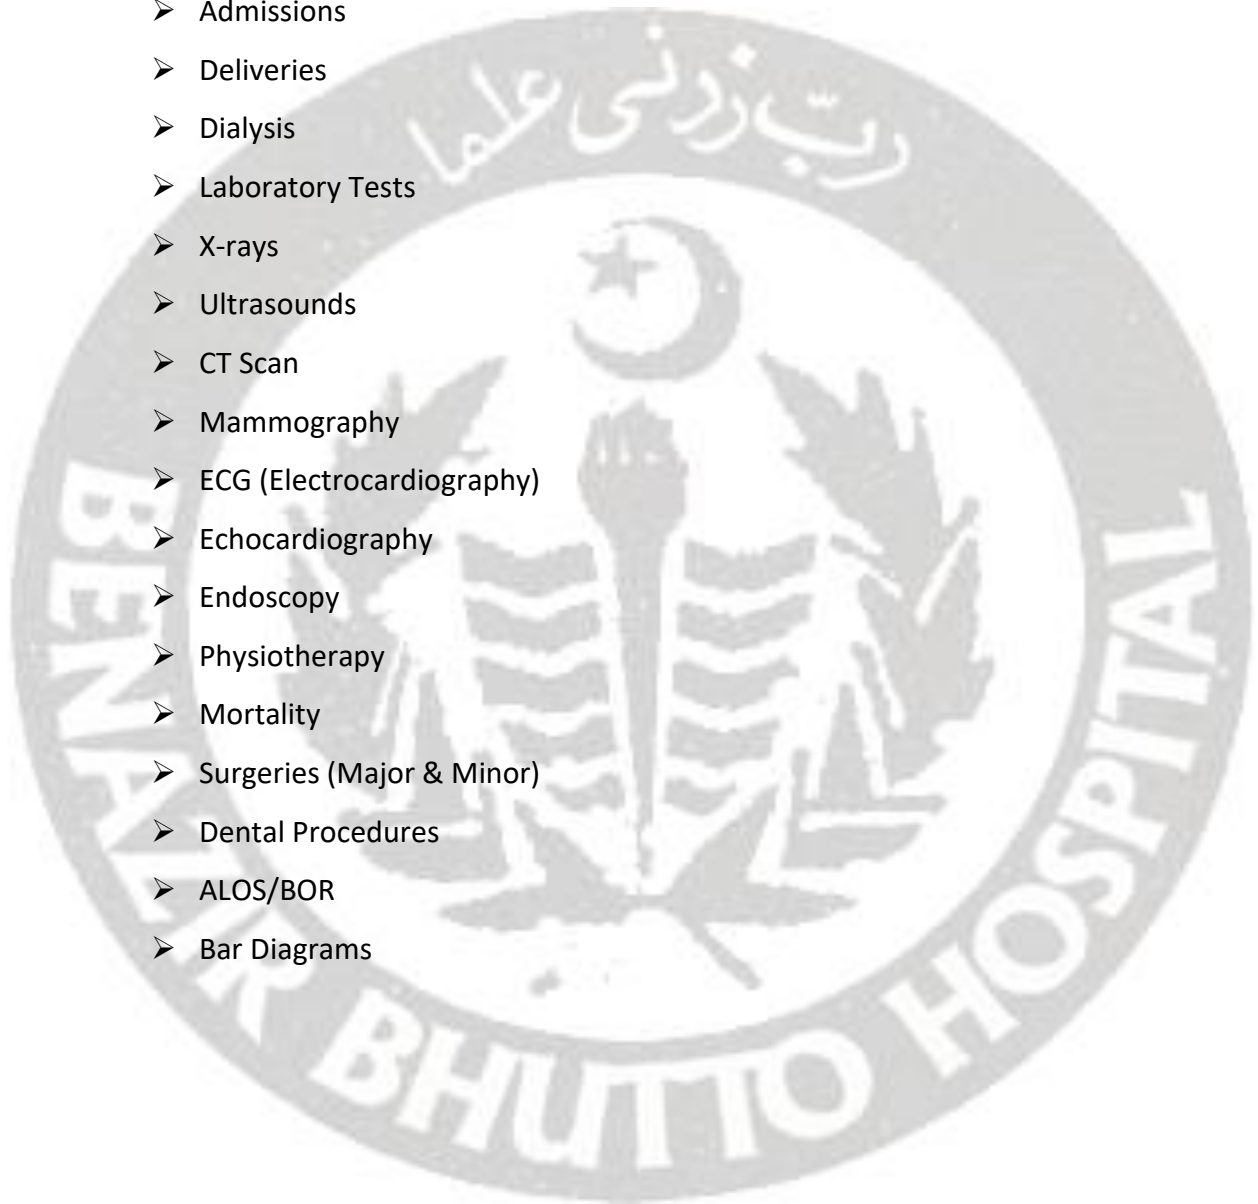 ➢ Admissions
➢ Deliveries
➢ Dialysis
➢ Laboratory Tests
➢ X-rays
➢ Ultrasounds
➢ CT Scan
➢ Mammography
➢ ECG (Electrocardiography)
➢ Echocardiography
➢ Endoscopy
➢ Physiotherapy
➢ Mortality
➢ Surgeries (Major & Minor)
➢ Dental Procedures
➢ ALOS/BOR
➢ Bar Diagrams
ربّ زدنی علما
BENAZIR BHUTTO HOSPITAL